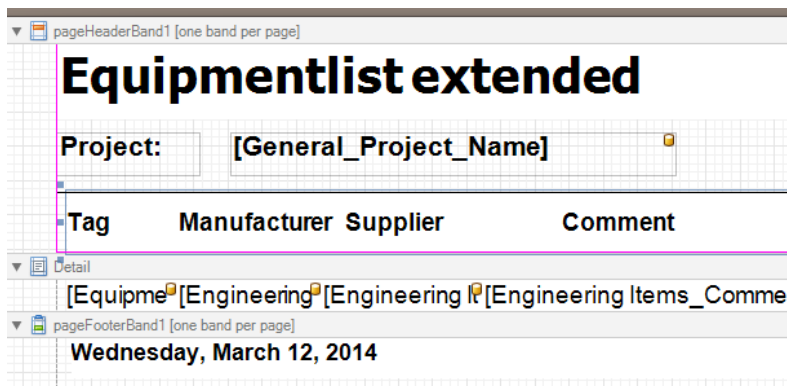 pageHeaderBand1 [one band per page]
Equipmentlist extended
Project: [General_Project_Name]
Tag Manufacturer Supplier Comment
Detail
[Equipme [Engineering [Engineering It [Engineering Items_Comme
pageFooterBand1 [one band per page]
Wednesday, March 12, 2014